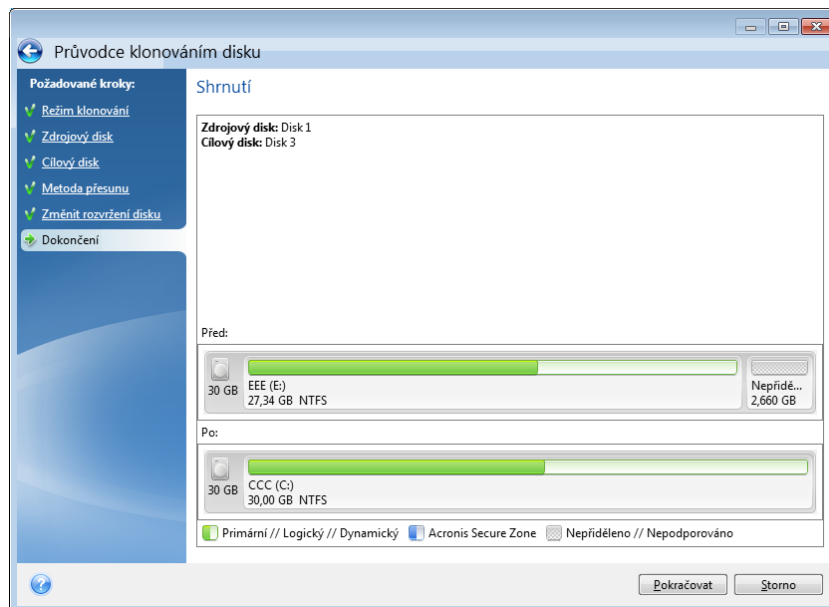 Průvodce klonováním disku
Požadované kroky:
Režim klonování
Zdrojový disk
Cílový disk
Metoda přesunu
Změnit rozvržení disku
Dokončení
Shrnutí
Zdrojový disk: Disk 1
Cílový disk: Disk 3
Před:
30 GB
EEE (E:)
27,34 GB NTFS
Nepřidě...
2,660 GB
Po:
30 GB
CCC (C:)
30,00 GB NTFS
Primární // Logický // Dynamický Acronis Secure Zone Nepřiděleno // Nepodporováno
Pokračovat Storno